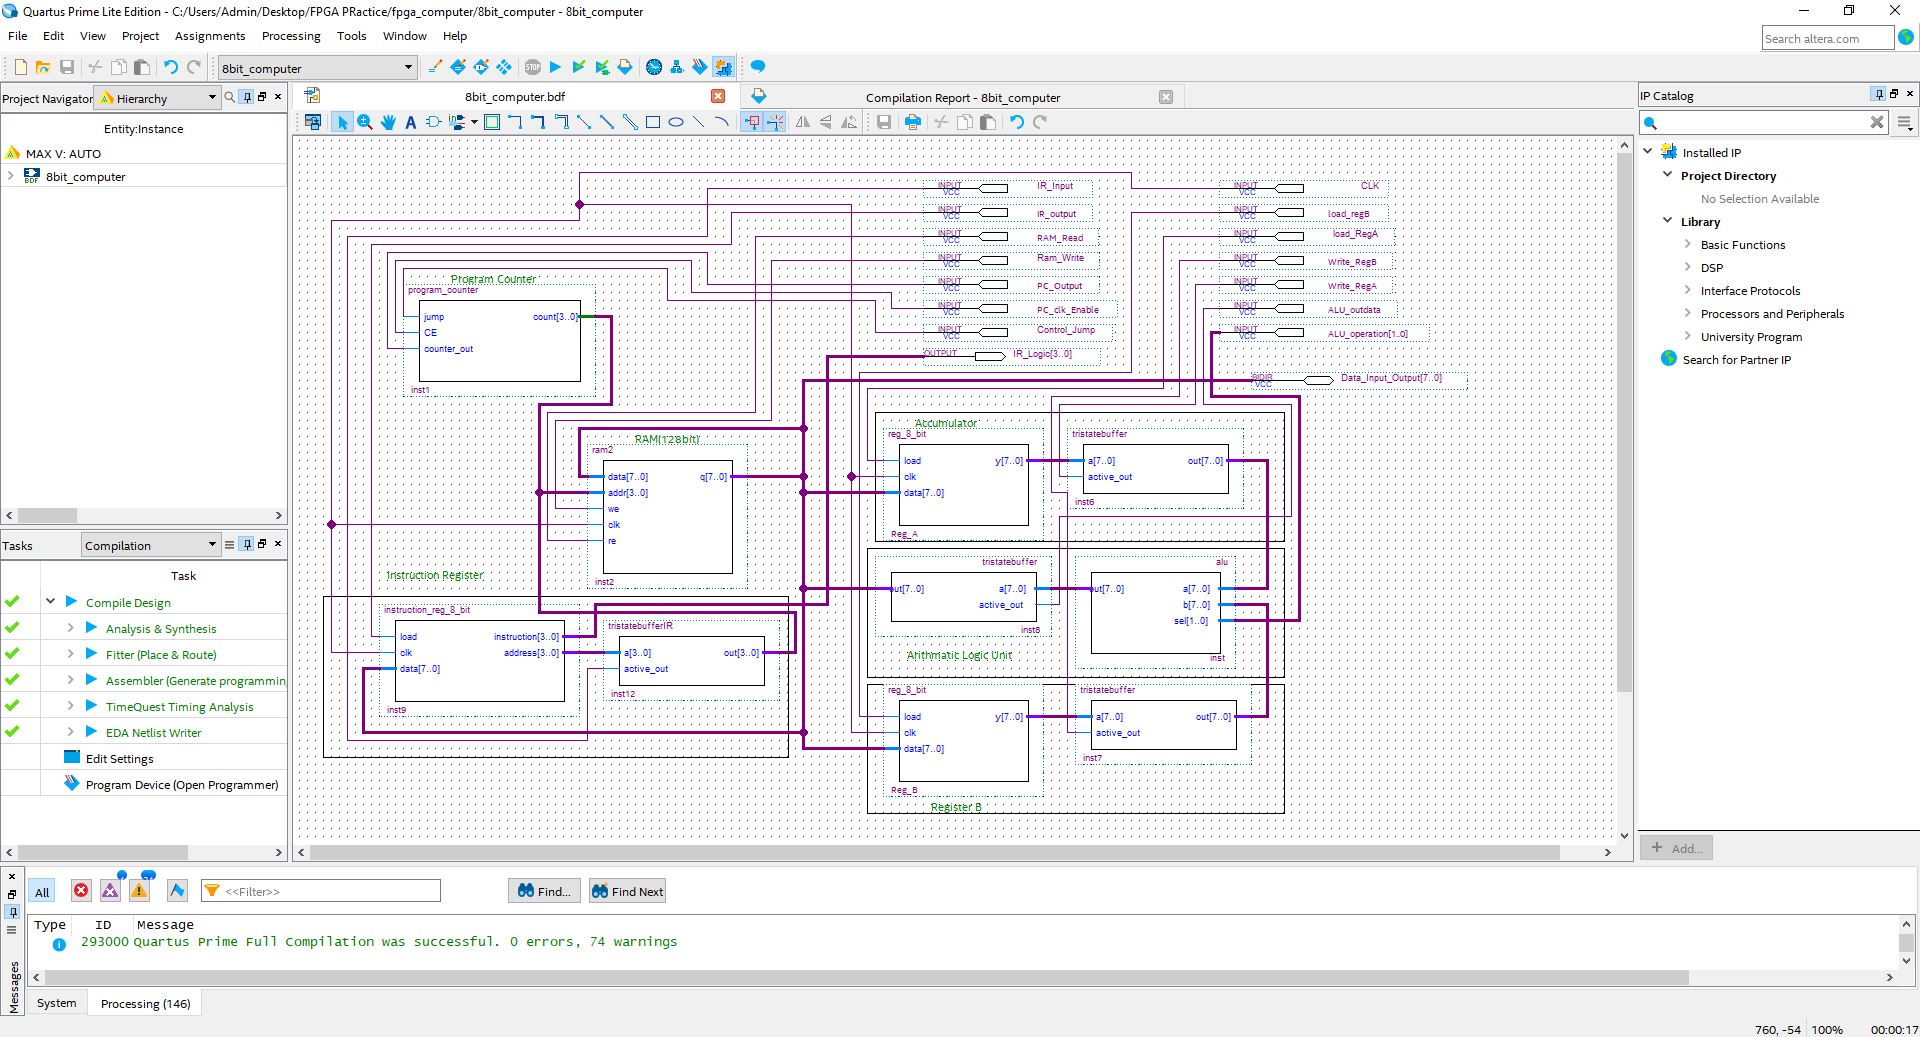 Quartus Prime Lite Edition - C:/Users/Admin/Desktop/FPGA PRactice/fpga_computer/8bit_computer - 8bit_computer
File Edit View Project Assignments Processing Tools Window Help
Search altera.com
8bit_computer
Project Navigator Hierarchy
Entity:Instance
MAX V: AUTO
8bit_computer
Tasks Compilation
Task
Compile Design
Analysis & Synthesis
Fitter (Place & Route)
Assembler (Generate programmin
TimeQuest Timing Analysis
EDA Netlist Writer
Edit Settings
Program Device (Open Programmer)
8bit_computer.bdf
Compilation Report - 8bit_computer
INPUT VCC IR_Input
INPUT VCC IR_output
INPUT VCC RAM_Read
INPUT VCC Ram_Write
INPUT VCC PC_Output
INPUT VCC PC_clk_Enable
INPUT VCC Control_Jump
OUTPUT IR_Logic[3..0]
INPUT VCC CLK
INPUT VCC load_regB
INPUT VCC load_RegA
INPUT VCC Write_RegB
INPUT VCC Write_RegA
INPUT VCC ALU_outdata
INPUT VCC ALU_operation[1..0]
BIDIR VCC Data_Input_Output[7..0]
Program Counter
program_counter
jump count[3..0]
CE
counter_out
inst1
RAM(128bit)
ram2
data[7..0] q[7..0]
addr[3..0]
we
clk
re
inst2
Instruction Register
instruction_reg_8_bit
load instruction[3..0]
clk address[3..0]
data[7..0]
inst9
tristatebufferIR
a[3..0] out[3..0]
active_out
inst12
Accumulator
reg_8_bit
load y[7..0]
clk
data[7..0]
Reg_A
tristatebuffer
a[7..0] out[7..0]
active_out
inst6
tristatebuffer
out[7..0] a[7..0]
active_out
inst8
Arithmatic Logic Unit
alu
out[7..0] a[7..0]
b[7..0]
sel[1..0]
inst
reg_8_bit
load y[7..0]
clk
data[7..0]
Reg_B
Register B
tristatebuffer
a[7..0] out[7..0]
active_out
inst7
IP Catalog
Installed IP
Project Directory
No Selection Available
Library
Basic Functions
DSP
Interface Protocols
Processors and Peripherals
University Program
Search for Partner IP
+ Add...
All <<Filter>> Find... Find Next
Type ID Message
293000 Quartus Prime Full Compilation was successful. 0 errors, 74 warnings
Messages
System Processing (146)
760, -54 100% 00:00:17